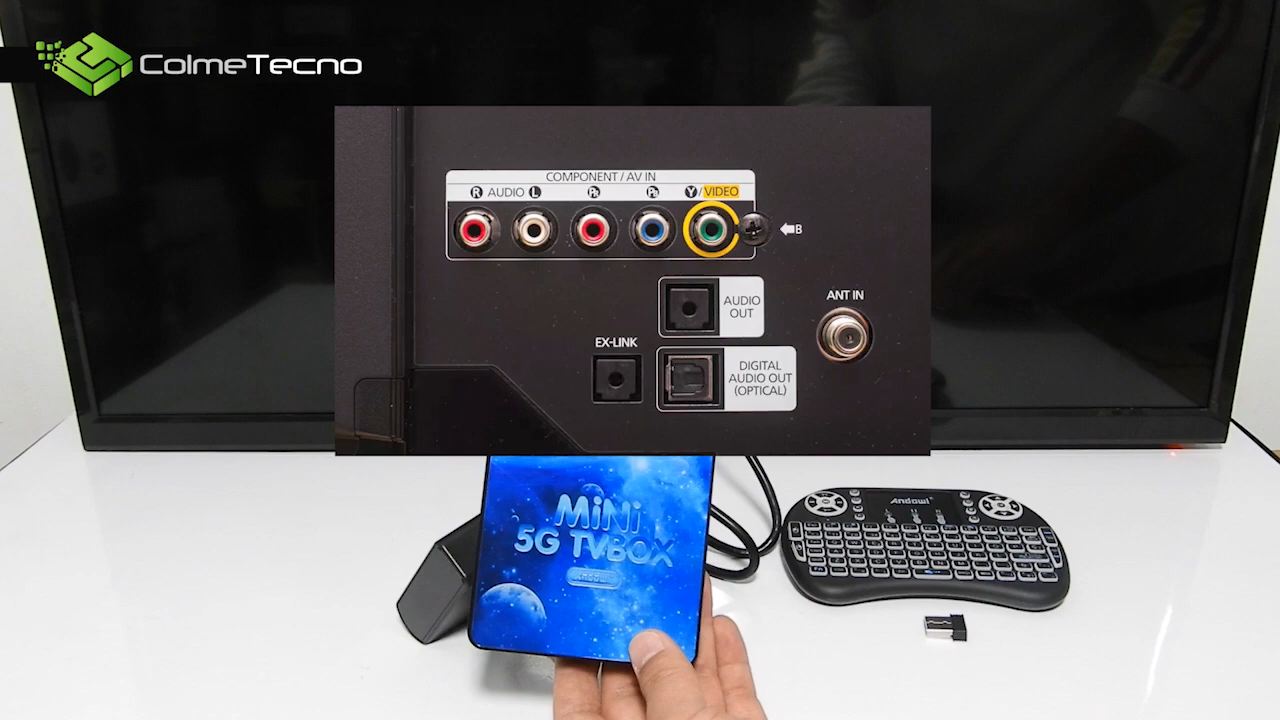 ColmeTecno
COMPONENT / AV IN
R AUDIO L PR PB Y / VIDEO
B
AUDIO
OUT
ANT IN
EX-LINK
DIGITAL
AUDIO OUT
(OPTICAL)
MiNi
5G TVBOX
Andowl
Andowl